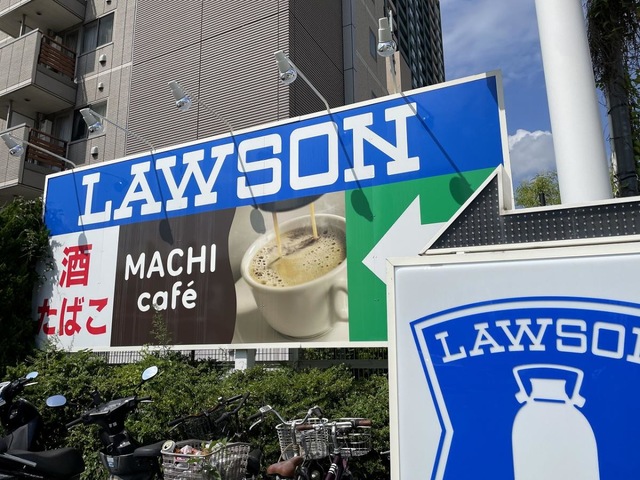 LAWSON
酒
たばこ
MACHI
café
LAWSON